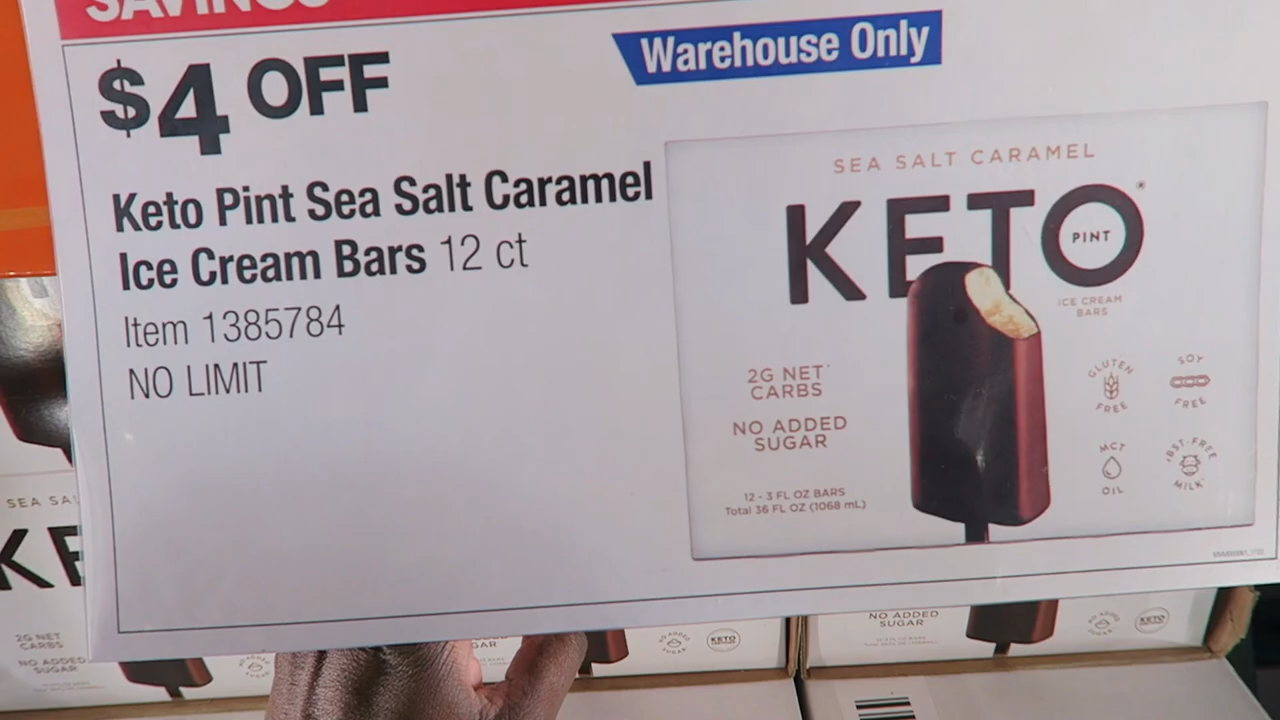 SAVINGS
$4 OFF
Warehouse Only
Keto Pint Sea Salt Caramel
Ice Cream Bars 12 ct
Item 1385784
NO LIMIT
SEA SALT CARAMEL
KETO
PINT
ICE CREAM
BARS
2G NET
CARBS
NO ADDED
SUGAR
12 - 3 FL OZ BARS
Total 36 FL OZ (1068 mL)
GLUTEN
FREE
SOY
FREE
MCT
OIL
RBST-FREE
MILK
SEA SA
KE
2G NET
CARBS
NO ADDED
SUGAR
NO ADDED
SUGAR
KETO
NO ADDED
SUGAR
KETO